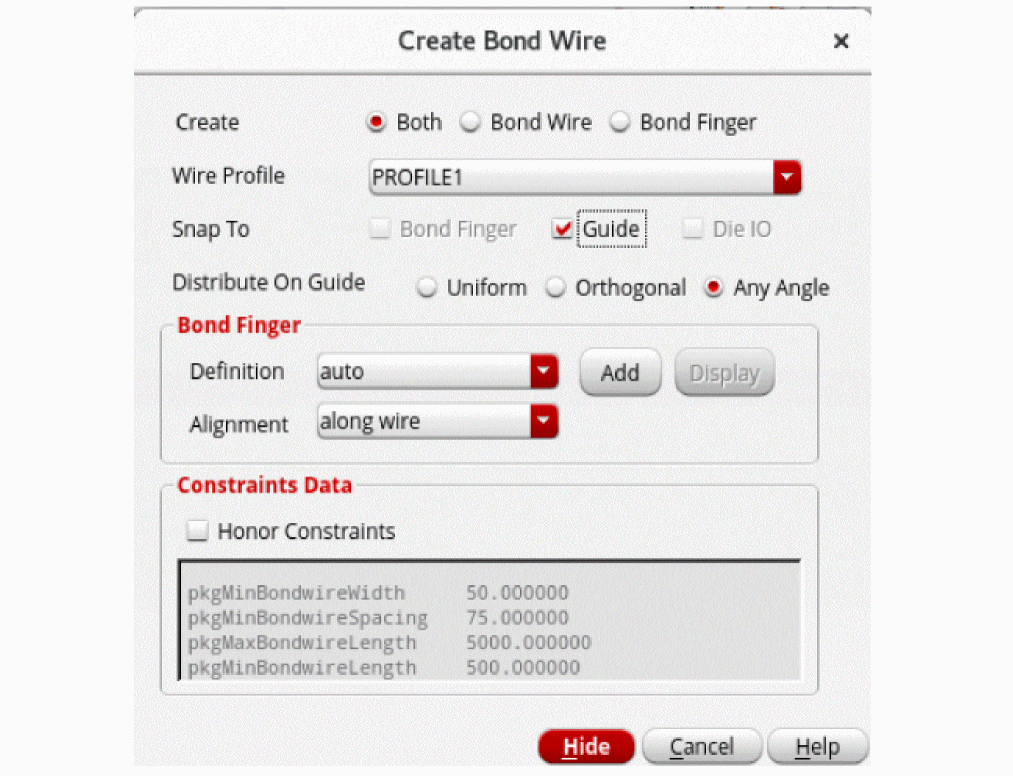 Create Bond Wire
Create Both Bond Wire Bond Finger
Wire Profile PROFILE1
Snap To Bond Finger Guide Die IO
Distribute On Guide Uniform Orthogonal Any Angle
Bond Finger
Definition auto Add Display
Alignment along wire
Constraints Data
Honor Constraints
pkgMinBondwireWidth 50.000000
pkgMinBondwireSpacing 75.000000
pkgMaxBondwireLength 5000.000000
pkgMinBondwireLength 500.000000
Hide Cancel Help